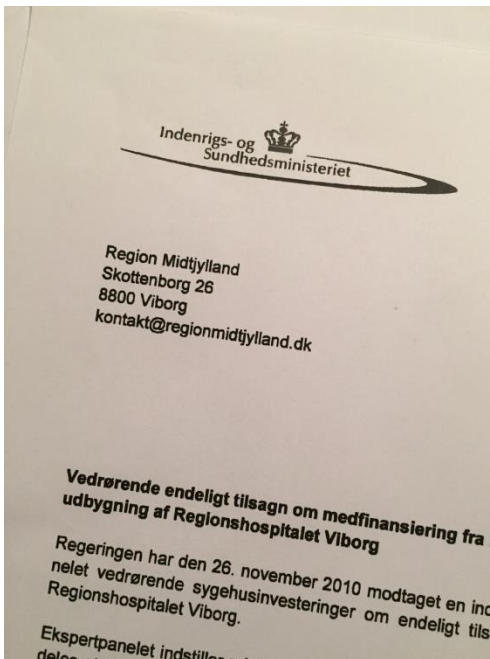 Indenrigs- og
Sundhedsministeriet
Region Midtjylland
Skottenborg 26
8800 Viborg
kontakt@regionmidtjylland.dk
Vedrørende endeligt tilsagn om medfinansiering fra
udbygning af Regionshospitalet Viborg
Regeringen har den 26. november 2010 modtaget en ind
nelet vedrørende sygehusinvesteringer om endeligt tils
Regionshospitalet Viborg.
Ekspertpanelet indstiller